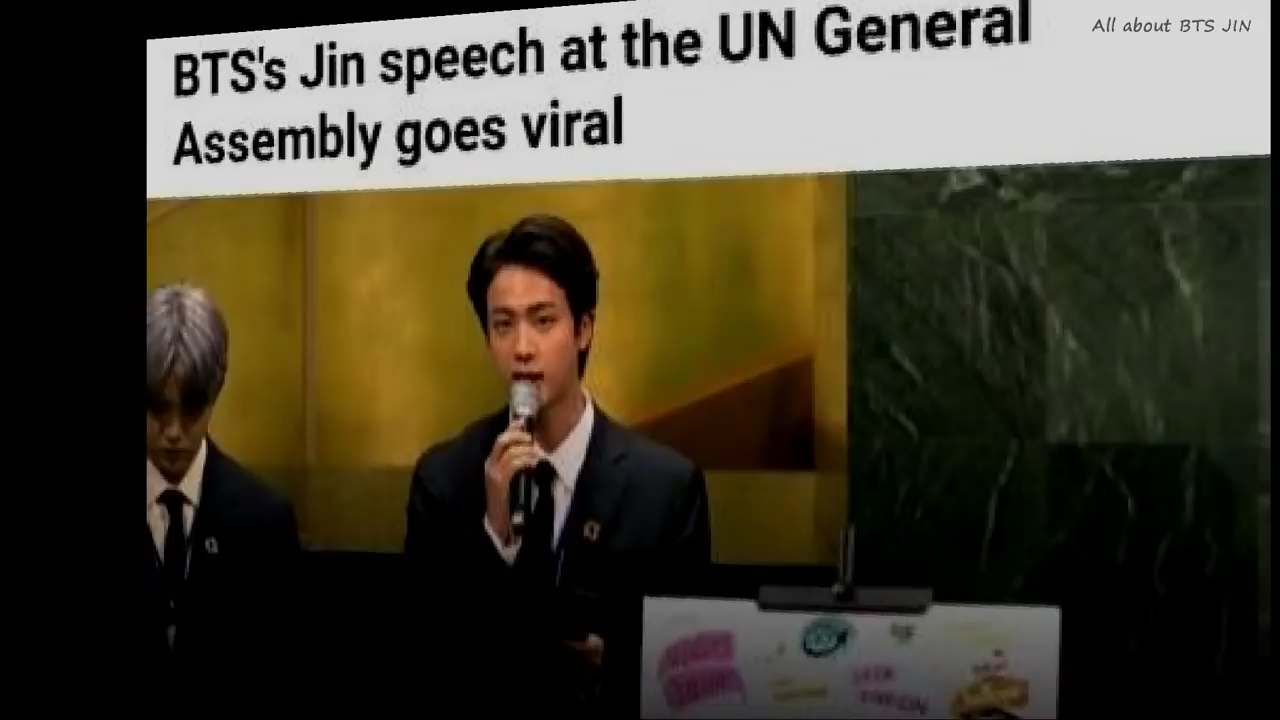 All about BTS JIN
BTS's Jin speech at the UN General
Assembly goes viral